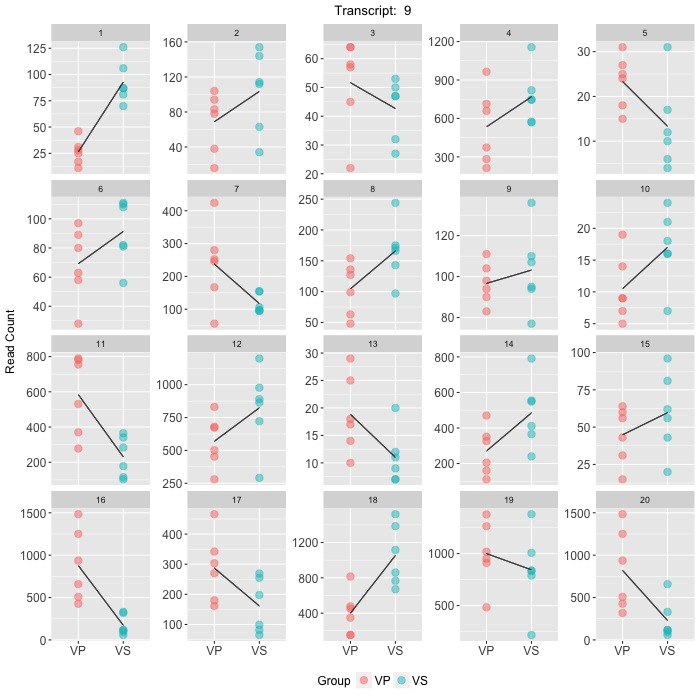 Transcript: 9
1 2 3 4 5
125 160 60 1200 30
100 120 50 900 20
75 80 40 600 10
50 40 30 300
25 20
6 7 8 9 10
100 400 250 120 20
80 300 200 100 15
60 200 150 80 10
40 100 100 5
50
Read Count
11 12 13 14 15
800 1000 30 800 100
600 750 25 600 75
400 500 20 400 50
200 250 15 200 25
10
16 17 18 19 20
1500 400 1200 1000 1500
1000 300 800 500 1000
500 200 400 500
0 100 0
VP VS VP VS VP VS VP VS VP VS
Group VP VS